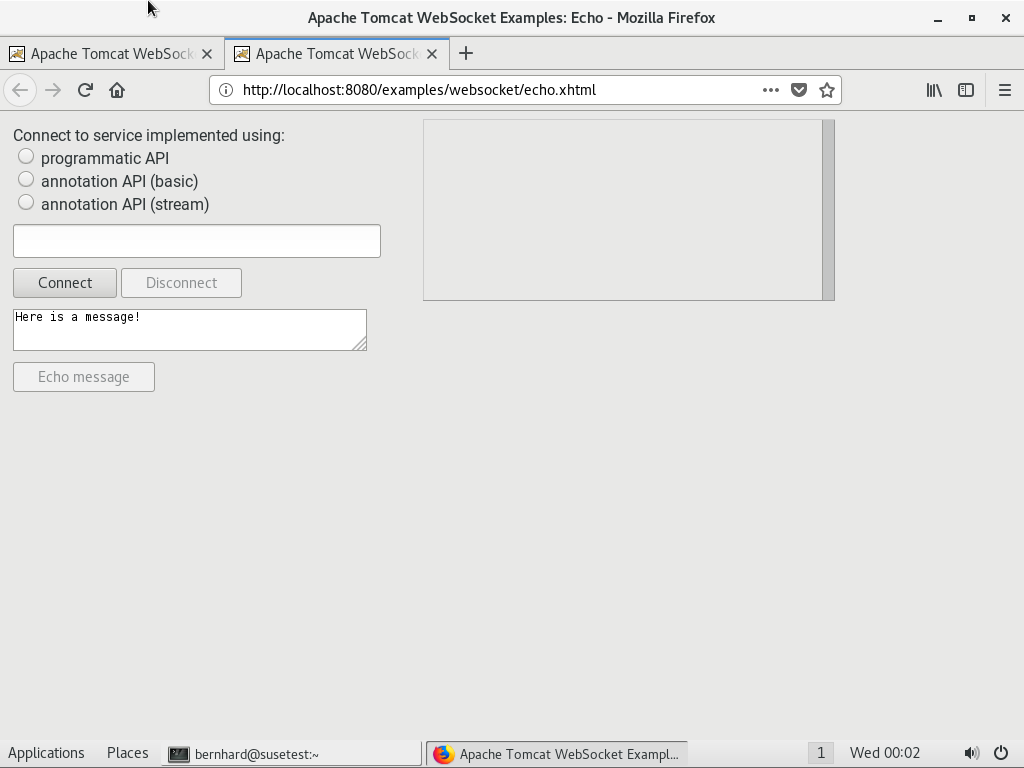 Apache Tomcat WebSocket Examples: Echo - Mozilla Firefox
Apache Tomcat WebSock
Apache Tomcat WebSock
http://localhost:8080/examples/websocket/echo.xhtml
Connect to service implemented using:
programmatic API
annotation API (basic)
annotation API (stream)
Connect
Disconnect
Here is a message!
Echo message
Applications
Places
bernhard@susetest:~
Apache Tomcat WebSocket Exampl...
1
Wed 00:02